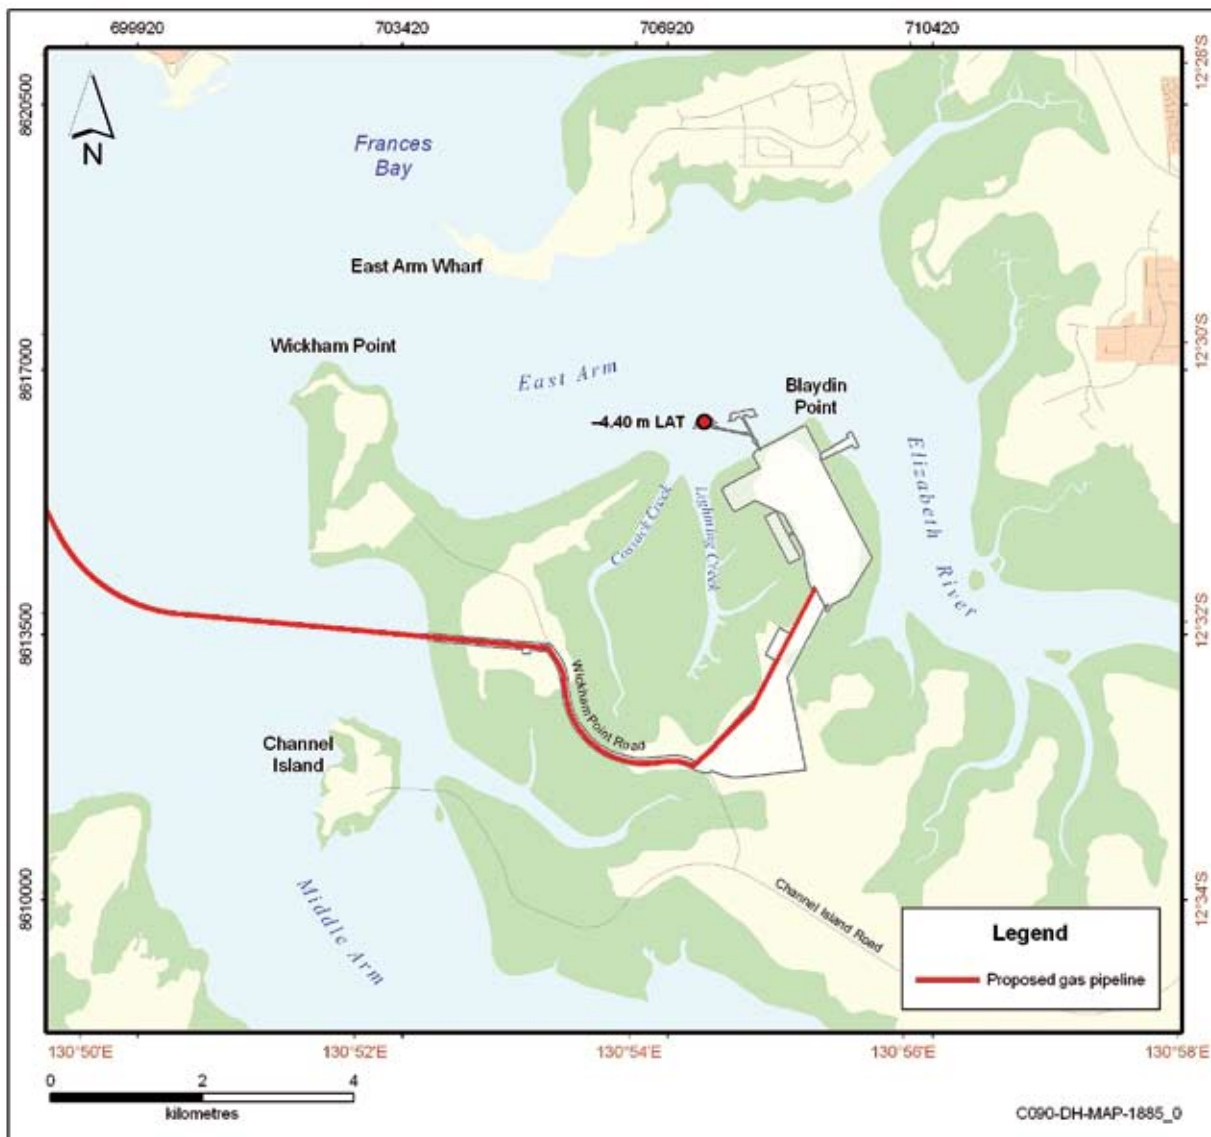 699920 703420 706920 710420
12°28'S
8620500
N
Frances
Bay
East Arm Wharf
Wickham Point
12°30'S
8617000
East Arm
Blaydin
Point
–4.40 m LAT
Elizabeth River
Cossack Creek
Lightning Creek
8613500
12°32'S
Wickham Point Road
Channel
Island
8610000
12°34'S
Middle Arm
Channel Island Road
Legend
Proposed gas pipeline
130°50'E 130°52'E 130°54'E 130°56'E 130°58'E
0 2 4
kilometres
C090-DH-MAP-1885_0